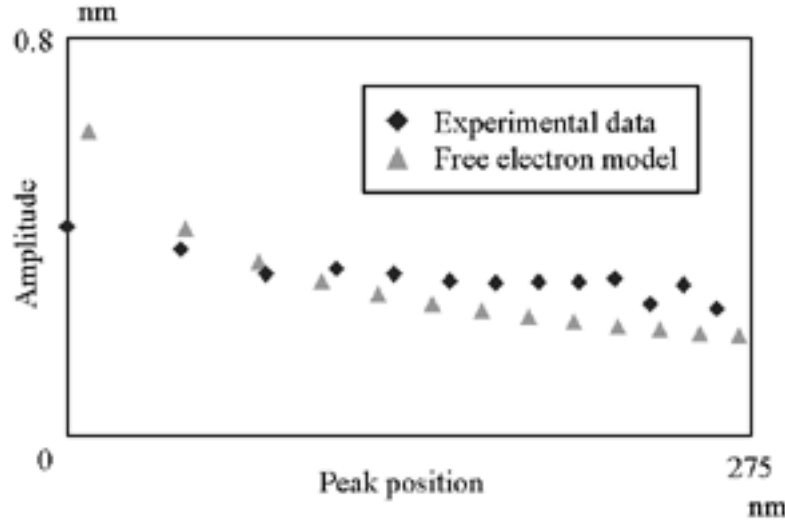 nm
0.8
Experimental data
Free electron model
Amplitude
0
Peak position
275
nm